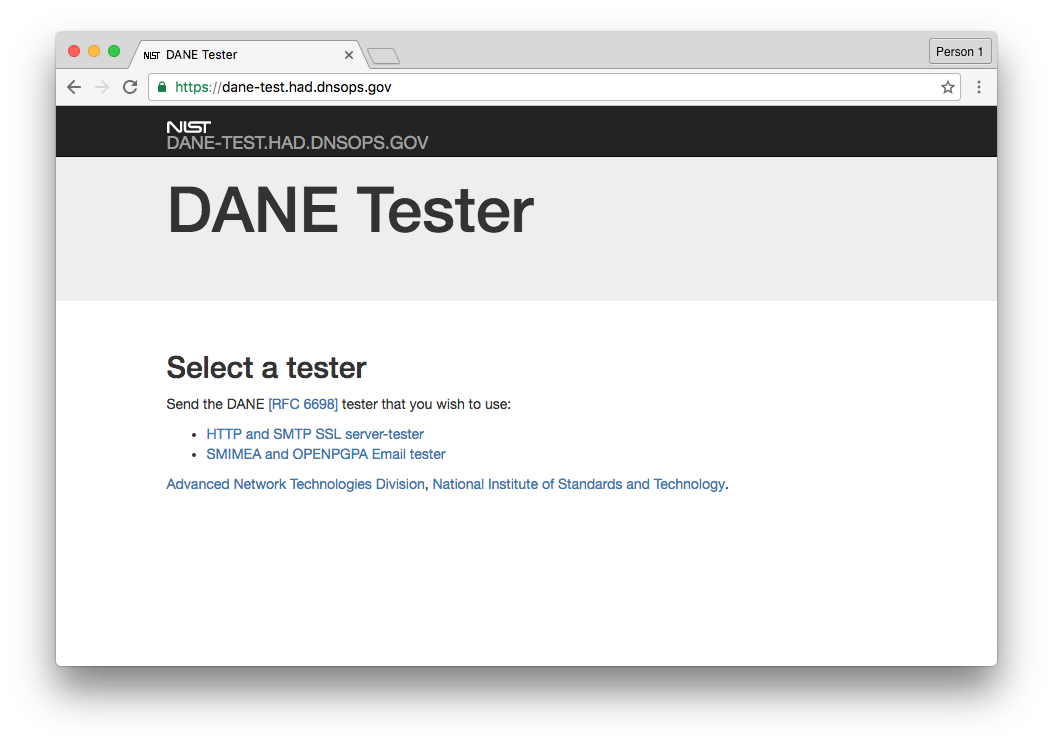 NIST DANE Tester
Person 1
https://dane-test.had.dnsops.gov
NIST
DANE-TEST.HAD.DNSOPS.GOV
DANE Tester
Select a tester
Send the DANE [RFC 6698] tester that you wish to use:
• HTTP and SMTP SSL server-tester
• SMIMEA and OPENPGPA Email tester
Advanced Network Technologies Division, National Institute of Standards and Technology.